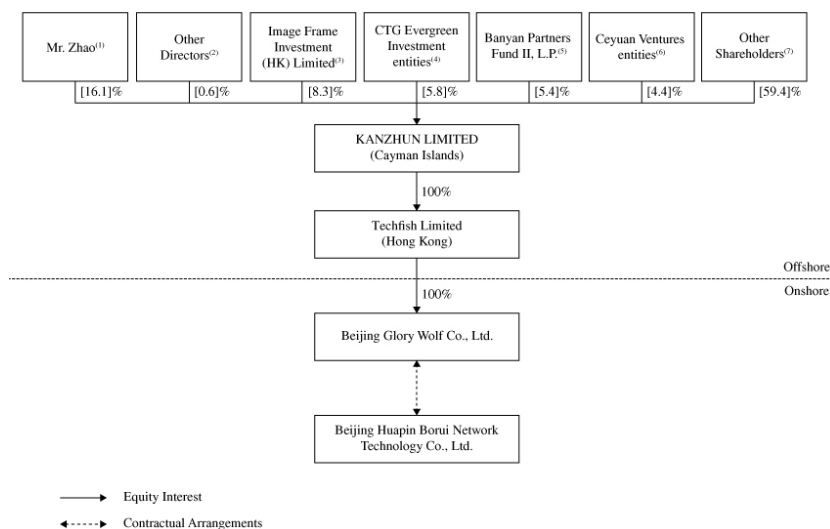 Mr. Zhao(1)
Other
Directors(2)
Image Frame
Investment
(HK) Limited(3)
CTG Evergreen
Investment
entities(4)
Banyan Partners
Fund II, L.P.(5)
Ceyuan Ventures
entities(6)
Other
Shareholders(7)
[16.1]%
[0.6]%
[8.3]%
[5.8]%
[5.4]%
[4.4]%
[59.4]%
KANZHUN LIMITED
(Cayman Islands)
100%
Techfish Limited
(Hong Kong)
Offshore
Onshore
100%
Beijing Glory Wolf Co., Ltd.
Beijing Huapin Borui Network
Technology Co., Ltd.
Equity Interest
Contractual Arrangements